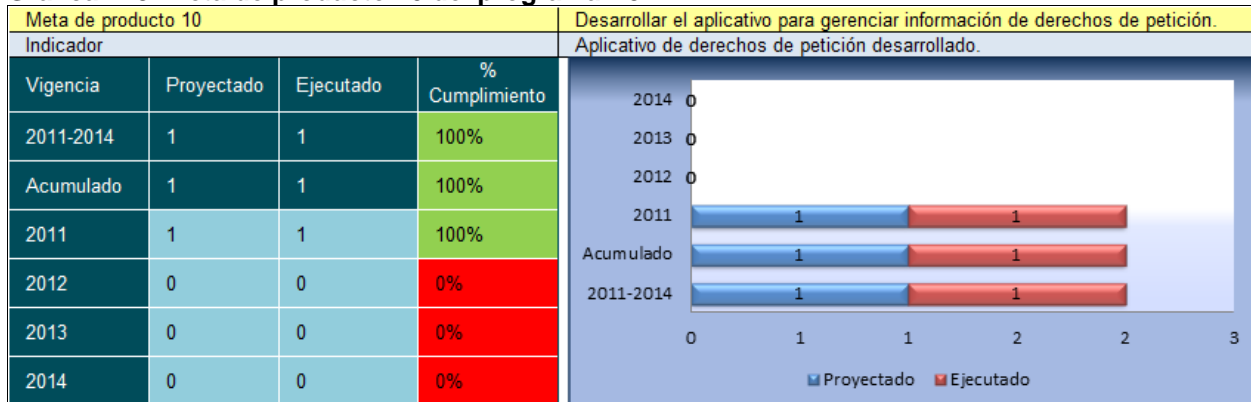 Meta de producto 10 Desarrollar el aplicativo para gerenciar información de derechos de petición.
Indicador Aplicativo de derechos de petición desarrollado.
Vigencia Proyectado Ejecutado % Cumplimiento
2011-2014 1 1 100%
Acumulado 1 1 100%
2011 1 1 100%
2012 0 0 0%
2013 0 0 0%
2014 0 0 0%
2014 0
2013 0
2012 0
2011 1 1
Acumulado 1 1
2011-2014 1 1
0 1 1 2 2 3
Proyectado Ejecutado